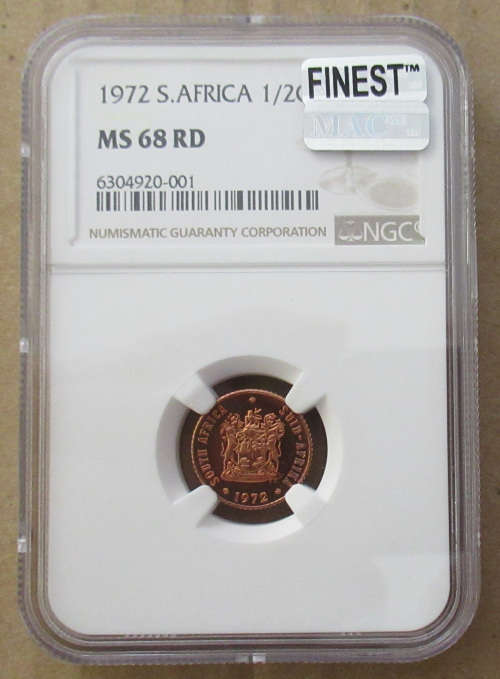 1972 S.AFRICA 1/2C
FINEST™
MAC
MS 68 RD
6304920-001
NUMISMATIC GUARANTY CORPORATION
NGC
SOUTH AFRICA
SUID-AFRIKA
1972